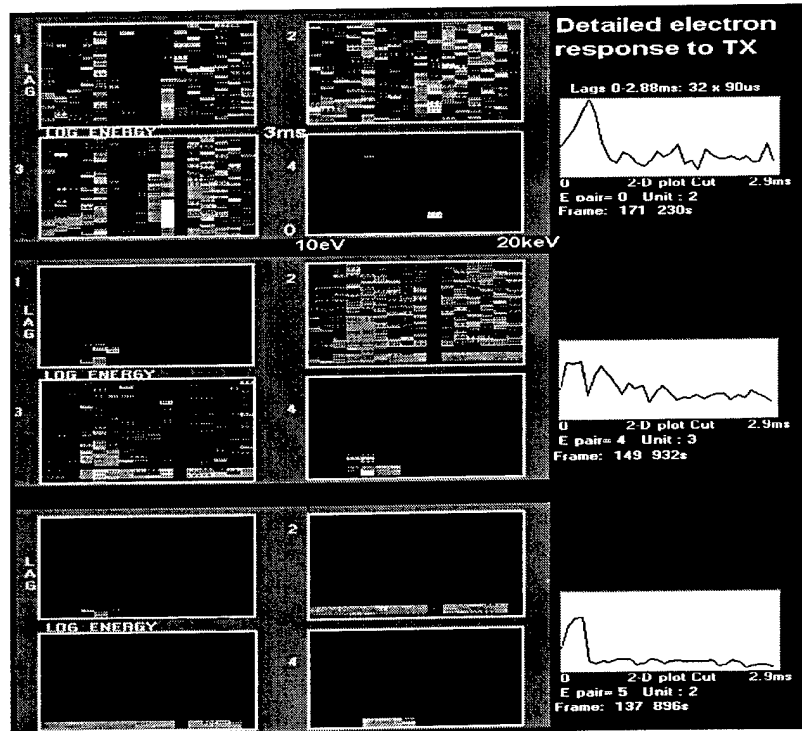 Detailed electron
response to TX
1
2
LAG
Lags 0-2.88ms: 32 x 90us
LOG ENERGY
3ms
3
4
0
10eV
20keV
0 2-D plot Cut 2.9ms
E pair= 0 Unit : 2
Frame: 171 230s
1
2
LAG
LOG ENERGY
3
4
0 2-D plot Cut 2.9ms
E pair= 4 Unit : 3
Frame: 149 932s
2
LAG
LOG ENERGY
4
0 2-D plot Cut 2.9ms
E pair= 5 Unit : 2
Frame: 137 896s